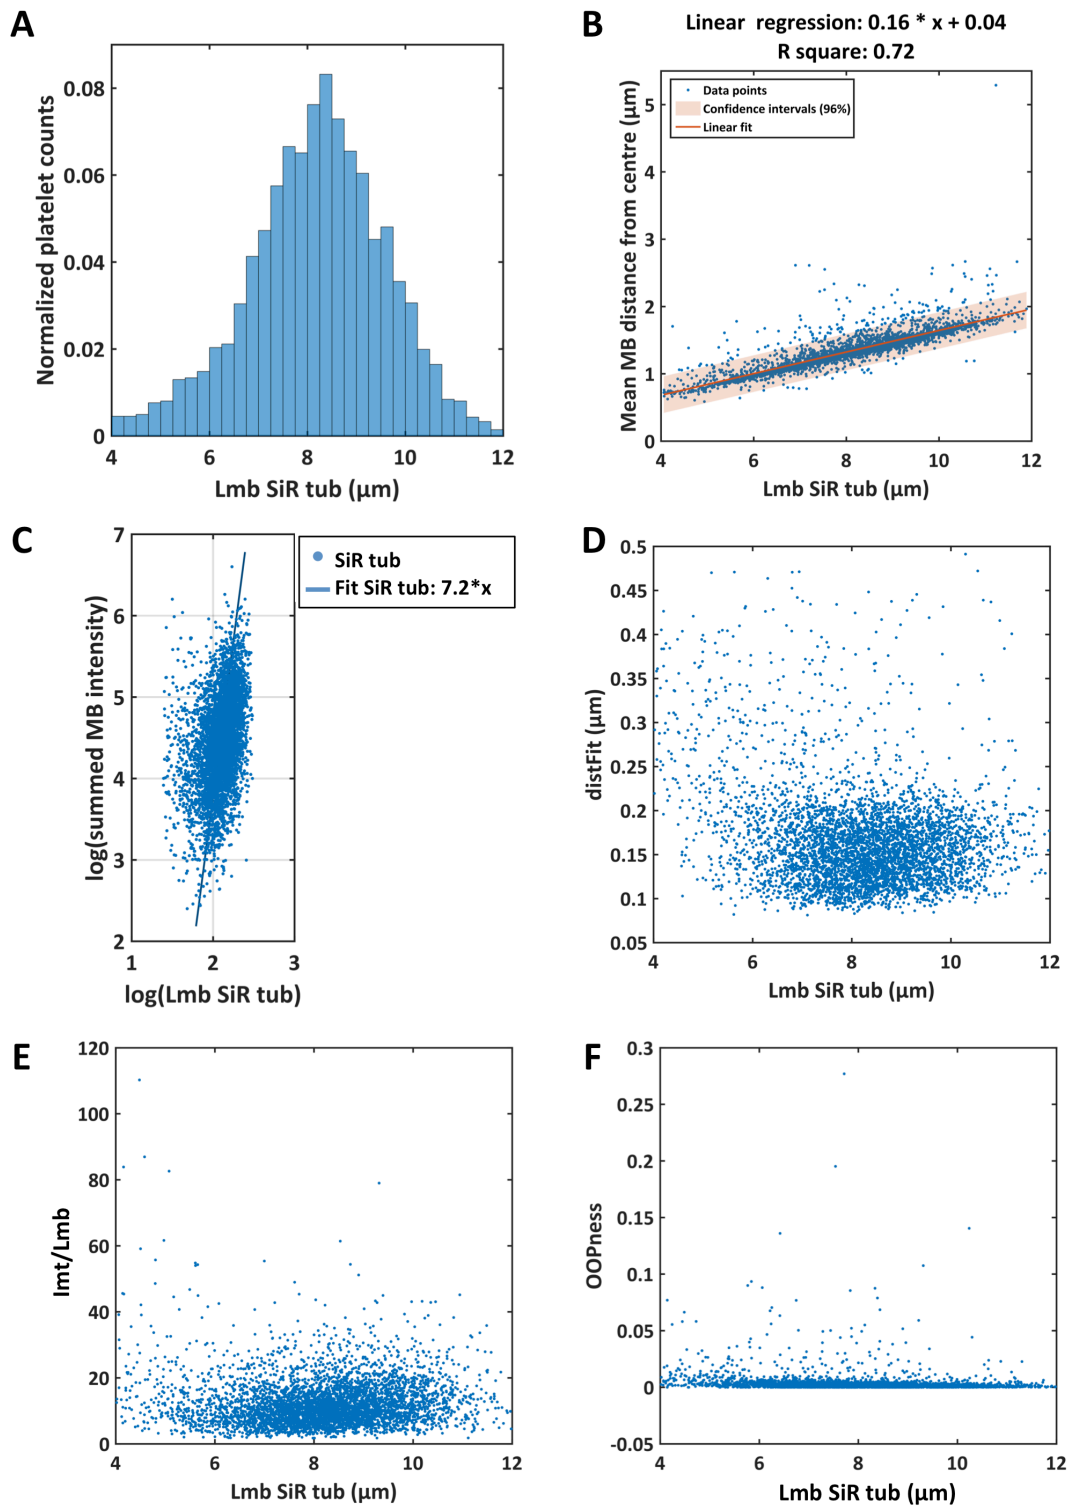 A
Normalized platelet counts
0.08
0.06
0.04
0.02
0
4 6 8 10 12
Lmb SiR tub (µm)
B
Linear regression: 0.16 * x + 0.04
R square: 0.72
Mean MB distance from centre (µm)
5
4
3
2
1
0
Data points
Confidence intervals (96%)
Linear fit
4 6 8 10 12
Lmb SiR tub (µm)
C
log(summed MB intensity)
7
6
5
4
3
2
1 2 3
log(Lmb SiR tub)
SiR tub
Fit SiR tub: 7.2*x
D
distFit (µm)
0.5
0.45
0.4
0.35
0.3
0.25
0.2
0.15
0.1
0.05
4 6 8 10 12
Lmb SiR tub (µm)
E
Imt/Lmb
120
100
80
60
40
20
0
4 6 8 10 12
Lmb SiR tub (µm)
F
OOPness
0.3
0.25
0.2
0.15
0.1
0.05
0
-0.05
4 6 8 10 12
Lmb SiR tub (µm)